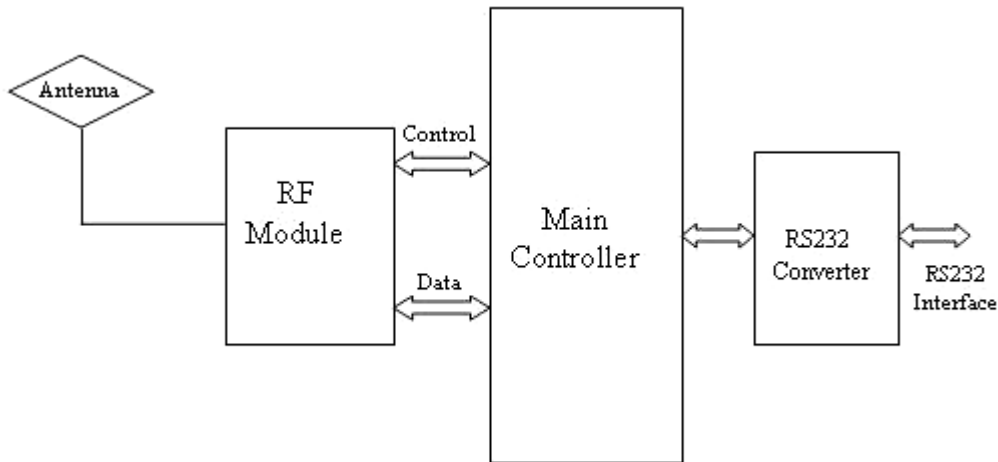 Antenna
RF
Module
Control
Data
Main
Controller
RS232
Converter
RS232
Interface